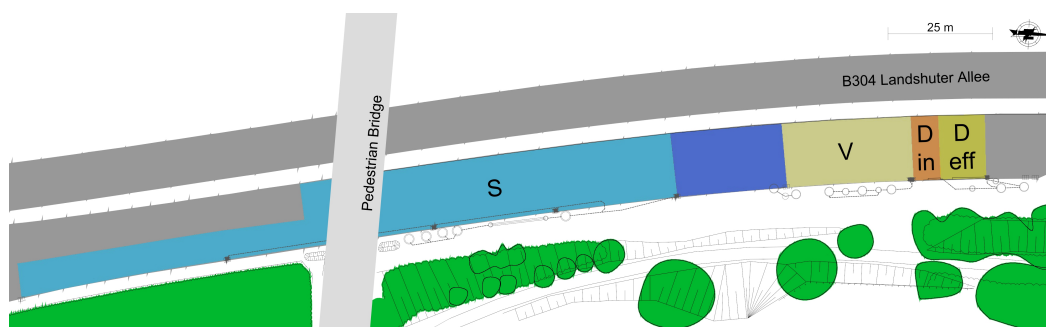 25 m
B304 Landshuter Allee
Pedestrian Bridge
S
V
D
in
D
eff